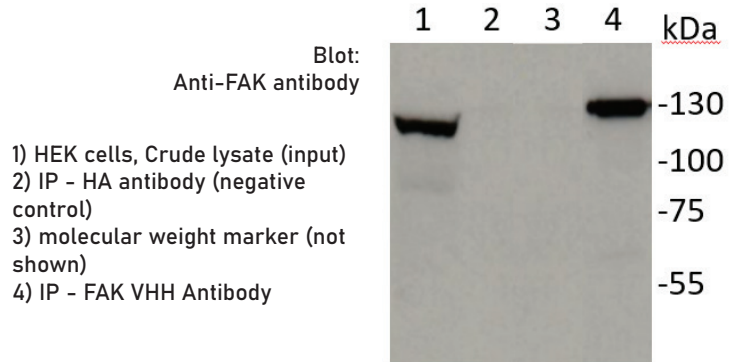 1 2 3 4
kDa
Blot:
Anti-FAK antibody
-130
1) HEK cells, Crude lysate (input)
2) IP - HA antibody (negative
control)
3) molecular weight marker (not
shown)
4) IP - FAK VHH Antibody
-100
-75
-55